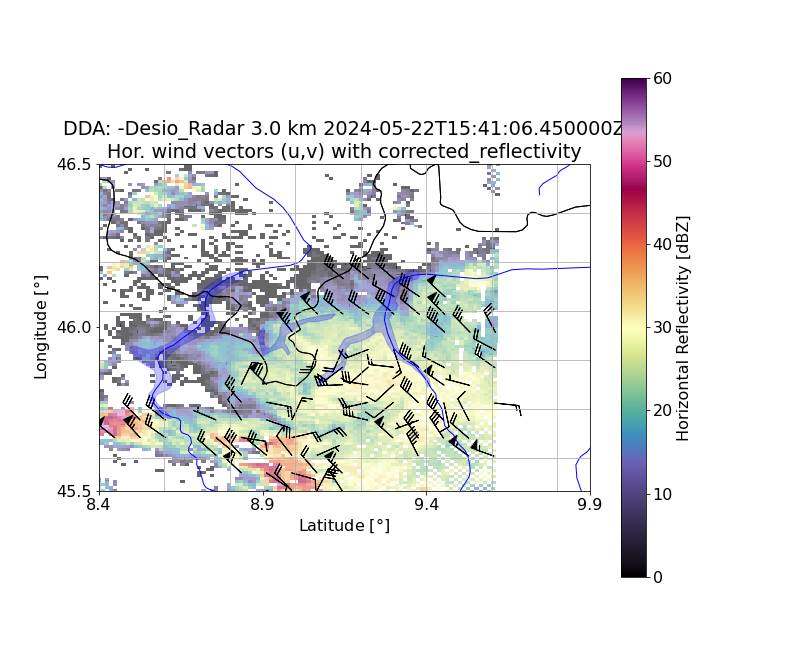 DDA: -Desio_Radar 3.0 km 2024-05-22T15:41:06.450000Z
Hor. wind vectors (u,v) with corrected_reflectivity
46.5
46.0
45.5
Longitude [°]
8.4
8.9
9.4
9.9
Latitude [°]
60
50
40
30
20
10
0
Horizontal Reflectivity [dBZ]